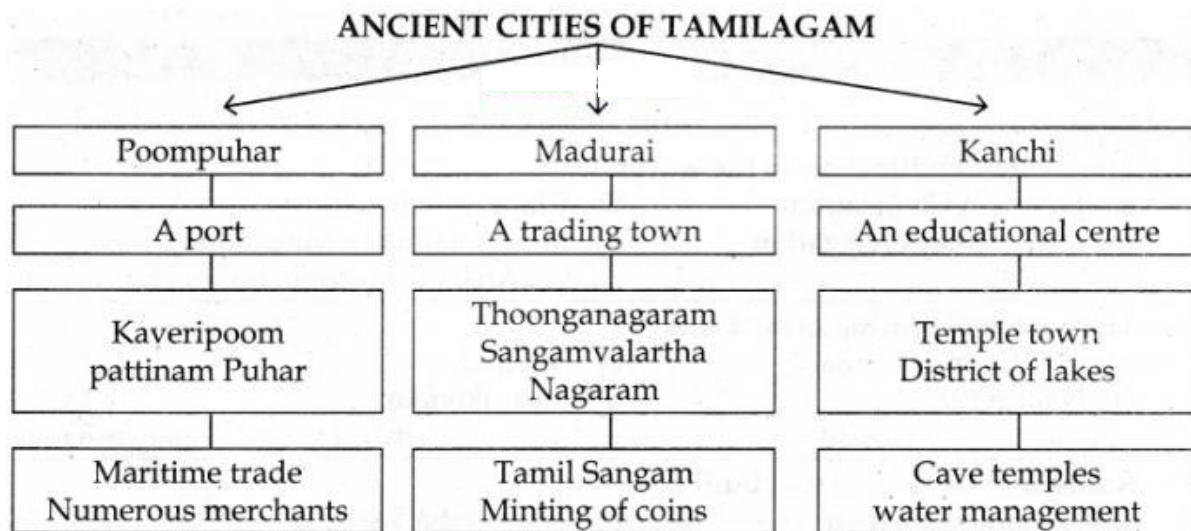 ANCIENT CITIES OF TAMILAGAM
Poompuhar
Madurai
Kanchi
A port
A trading town
An educational centre
Kaveripoom
pattinam Puhar
Thoonganagaram
Sangamvalartha
Nagaram
Temple town
District of lakes
Maritime trade
Numerous merchants
Tamil Sangam
Minting of coins
Cave temples
water management